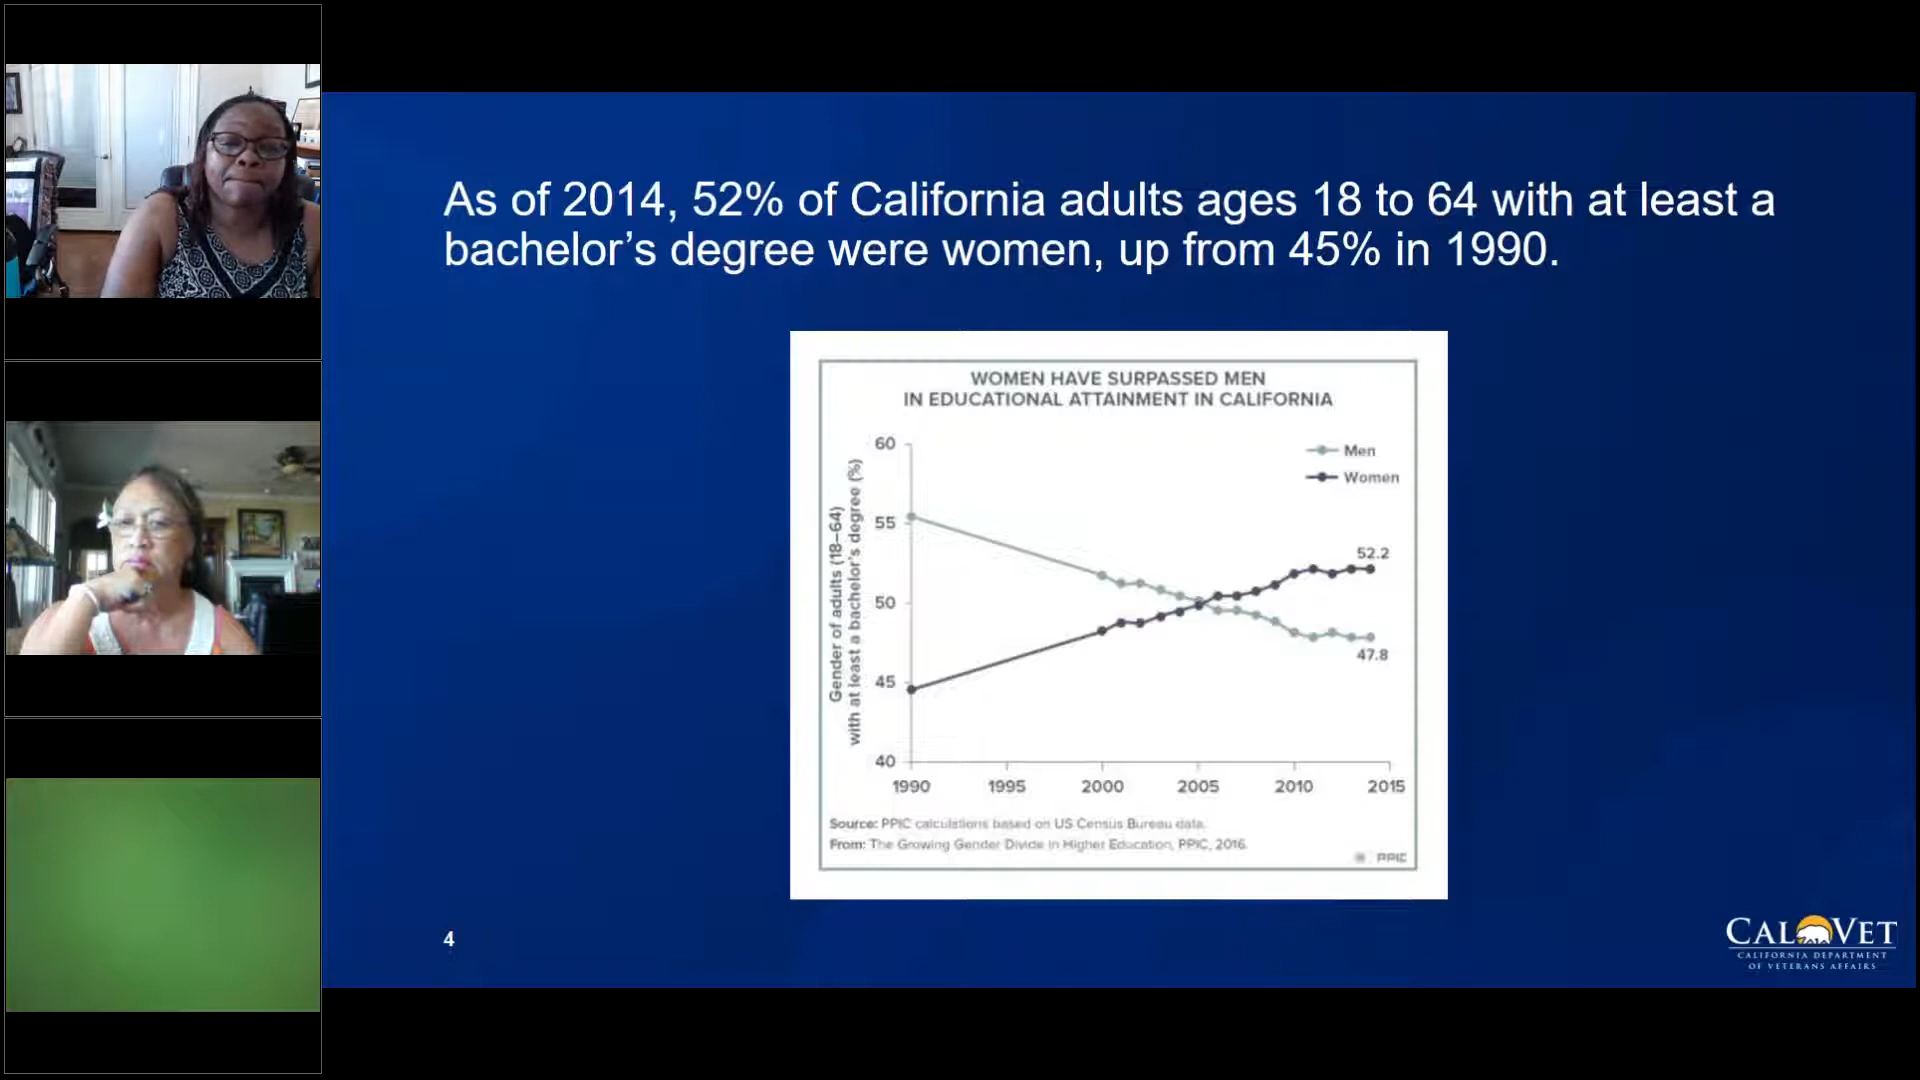 As of 2014, 52% of California adults ages 18 to 64 with at least a
bachelor’s degree were women, up from 45% in 1990.
WOMEN HAVE SURPASSED MEN
IN EDUCATIONAL ATTAINMENT IN CALIFORNIA
Gender of adults (18–64)
with at least a bachelor's degree (%)
60
55
50
45
40
Men
Women
52.2
47.8
1990 1995 2000 2005 2010 2015
Source: PPIC calculations based on US Census Bureau data.
From: The Growing Gender Divide in Higher Education, PPIC, 2016.
PPIC
4
CALVET
CALIFORNIA DEPARTMENT
OF VETERANS AFFAIRS